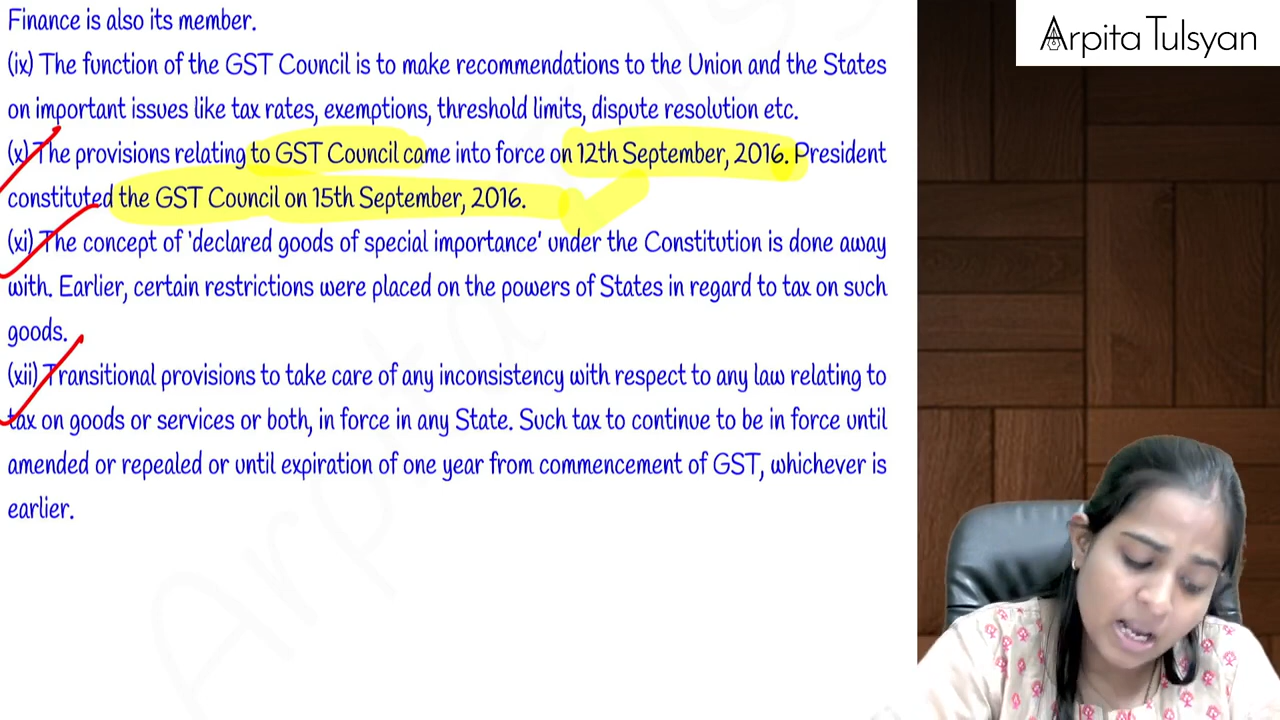 Finance is also its member.
Arpita Tulsyan
(ix) The function of the GST Council is to make recommendations to the Union and the States
on important issues like tax rates, exemptions, threshold limits, dispute resolution etc.
(x) The provisions relating to GST Council came into force on 12th September, 2016. President
constituted the GST Council on 15th September, 2016.
(xi) The concept of 'declared goods of special importance' under the Constitution is done away
with. Earlier, certain restrictions were placed on the powers of States in regard to tax on such
goods.
(xii) Transitional provisions to take care of any inconsistency with respect to any law relating to
tax on goods or services or both, in force in any State. Such tax to continue to be in force until
amended or repealed or until expiration of one year from commencement of GST, whichever is
earlier.